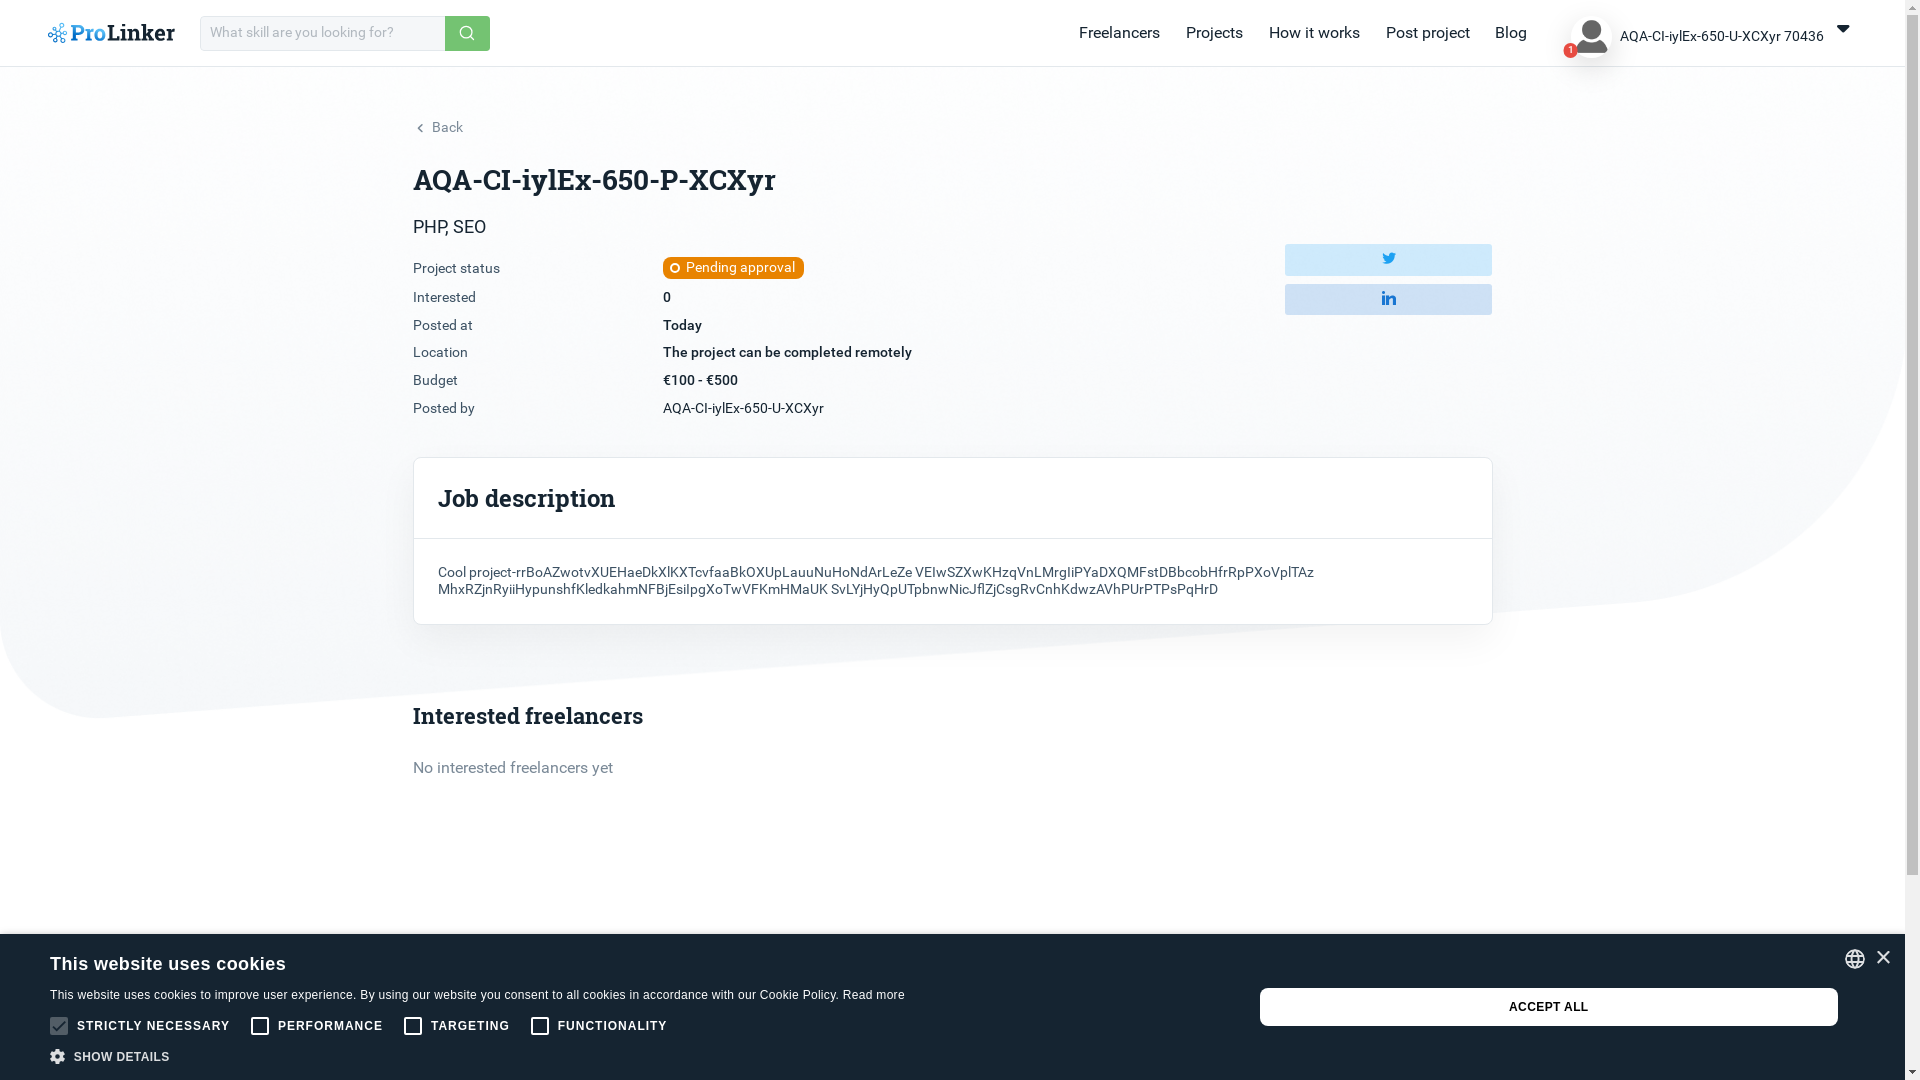 ProLinker
What skill are you looking for?
Freelancers
Projects
How it works
Post project
Blog
1
AQA-CI-iylEx-650-U-XCXyr 70436
Back
AQA-CI-iylEx-650-P-XCXyr
PHP, SEO
Project status
Pending approval
Interested
0
Posted at
Today
Location
The project can be completed remotely
Budget
€100 - €500
Posted by
AQA-CI-iylEx-650-U-XCXyr
in
Job description
Cool project-rrBoAZwotvXUEHaeDkXlKXTcvfaaBkOXUpLauuNuHoNdArLeZe VEIwSZXwKHzqVnLMrgIiPYaDXQMFstDBbcobHfrRpPXoVplTAz
MhxRZjnRyiiHypunshfKledkahmNFBjEsiIpgXoTwVFKmHMaUK SvLYjHyQpUTpbnwNicJflZjCsgRvCnhKdwzAVhPUrPTPsPqHrD
Interested freelancers
No interested freelancers yet
This website uses cookies
This website uses cookies to improve user experience. By using our website you consent to all cookies in accordance with our Cookie Policy. Read more
STRICTLY NECESSARY
PERFORMANCE
TARGETING
FUNCTIONALITY
SHOW DETAILS
ACCEPT ALL